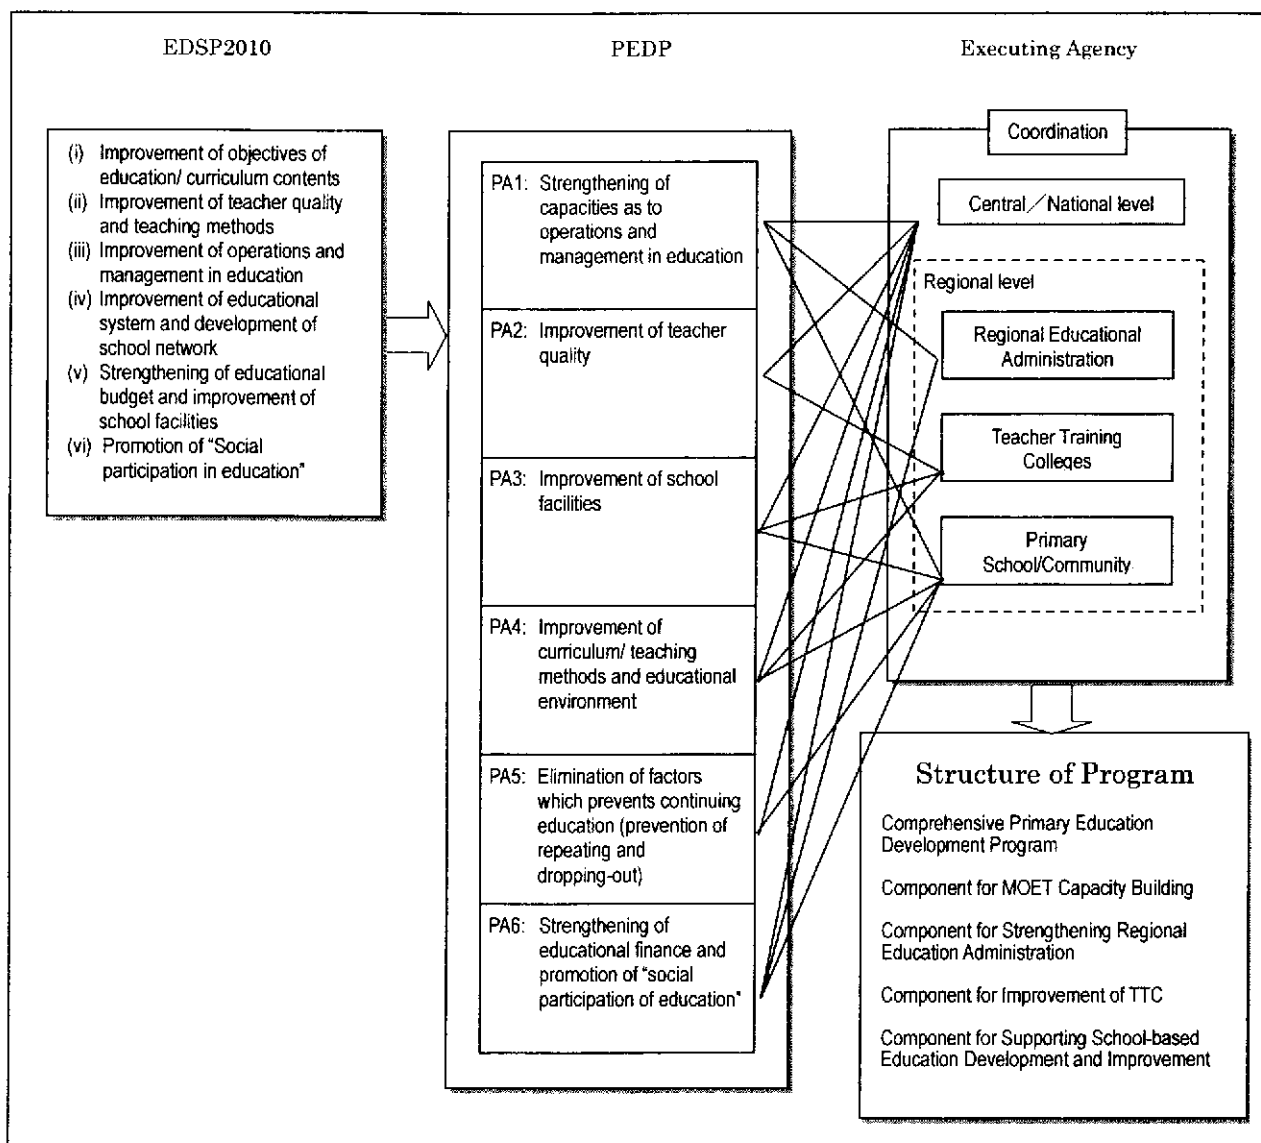 EDSP2010
PEDP
Executing Agency
(i) Improvement of objectives of
education/ curriculum contents
(ii) Improvement of teacher quality
and teaching methods
(iii) Improvement of operations and
management in education
(iv) Improvement of educational
system and development of
school network
(v) Strengthening of educational
budget and improvement of
school facilities
(vi) Promotion of "Social
participation in education"
PA1: Strengthening of
capacities as to
operations and
management in education
PA2: Improvement of teacher
quality
PA3: Improvement of school
facilities
PA4: Improvement of
curriculum/ teaching
methods and educational
environment
PA5: Elimination of factors
which prevents continuing
education (prevention of
repeating and
dropping-out)
PA6: Strengthening of
educational finance and
promotion of "social
participation of education"
Coordination
Central／National level
Regional level
Regional Educational
Administration
Teacher Training
Colleges
Primary
School/Community
Structure of Program
Comprehensive Primary Education
Development Program
Component for MOET Capacity Building
Component for Strengthening Regional
Education Administration
Component for Improvement of TTC
Component for Supporting School-based
Education Development and Improvement